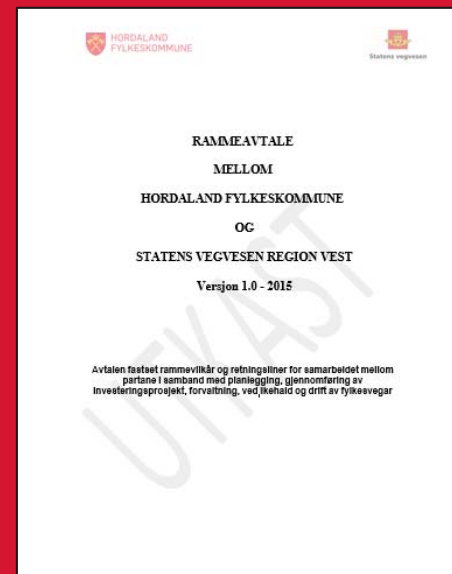 HORDALAND
FYLKESKOMMUNE
Statens vegvesen
RAMMEAVTALE
MELLOM
HORDALAND FYLKESKOMMUNE
OG
STATENS VEGVESEN REGION VEST
Versjon 1.0 - 2015
UTKAST
Avtalen fastset rammevilkår og retningsliner for samarbeidet mellom
partane i samband med planlegging, gjennomføring av
investeringsprosjekt, forvaltning, vedlikehald og drift av fylkesvegar